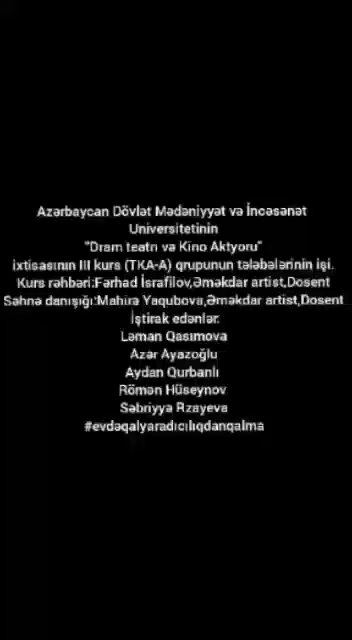 Azərbaycan Dövlət Mədəniyyət və İncəsənət
Universitetinin
"Dram teatrı və Kino Aktyoru"
ixtisasının III kurs (TKA-A) qrupunun tələbələrinin işi.
Kurs rəhbəri:Fərhad İsrafilov,Əməkdar artist,Dosent
Səhnə danışığı:Mahirə Yaqubova,Əməkdar artist,Dosent
İştirak edənlər:
Ləman Qasımova
Azər Ayazoğlu
Aydan Qurbanlı
Römən Hüseynov
Səbriyyə Rzayeva
#evdəqalyaradıcılıqdanqalma